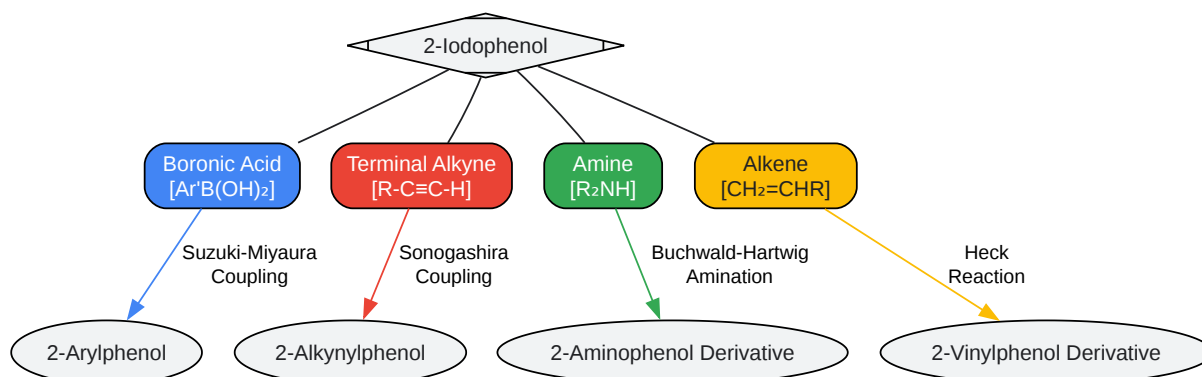 2-Iodophenol
Boronic Acid
[Ar'B(OH)₂]
Terminal Alkyne
[R-C≡C-H]
Amine
[R₂NH]
Alkene
[CH₂=CHR]
Suzuki-Miyaura
Coupling
Sonogashira
Coupling
Buchwald-Hartwig
Amination
Heck
Reaction
2-Arylphenol
2-Alkynylphenol
2-Aminophenol Derivative
2-Vinylphenol Derivative